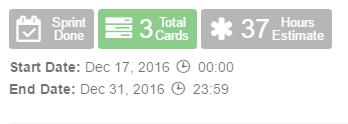 Sprint Done
3 Total Cards
37 Hours Estimate
Start Date: Dec 17, 2016 00:00
End Date: Dec 31, 2016 23:59